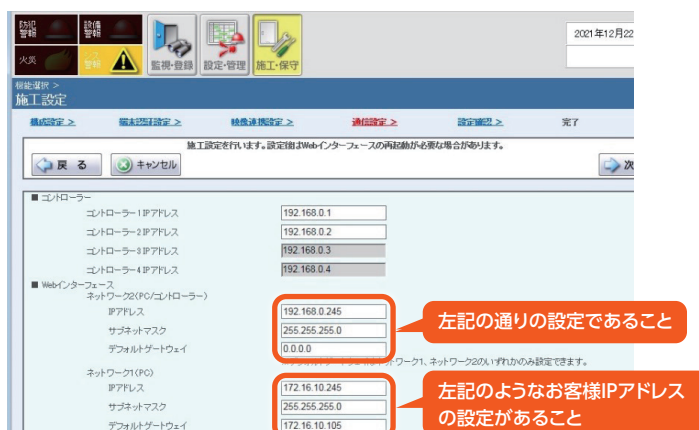 防犯警報
設備警報
火災
監視・登録
設定・管理
施工・保守
2021年12月22
機能選択 >
施工設定
構成設定 >
端末認証設定 >
映像連携設定 >
通信設定 >
設定確認 >
完了
施工設定を行います。設定後はWebインターフェースの再起動が必要な場合があります。
戻 る
キャンセル
次
■ コントローラー
コントローラー1 IPアドレス 192.168.0.1
コントローラー2 IPアドレス 192.168.0.2
コントローラー3 IPアドレス 192.168.0.3
コントローラー4 IPアドレス 192.168.0.4
■ Webインターフェース
ネットワーク2(PC/コントローラー)
IPアドレス 192.168.0.245
サブネットマスク 255.255.255.0
デフォルトゲートウェイ 0.0.0.0
ネットワーク1、ネットワーク2のいずれかのみ設定できます。
左記の通りの設定であること
ネットワーク1(PC)
IPアドレス 172.16.10.245
サブネットマスク 255.255.255.0
デフォルトゲートウェイ 172.16.10.105
左記のようなお客様IPアドレス
の設定があること